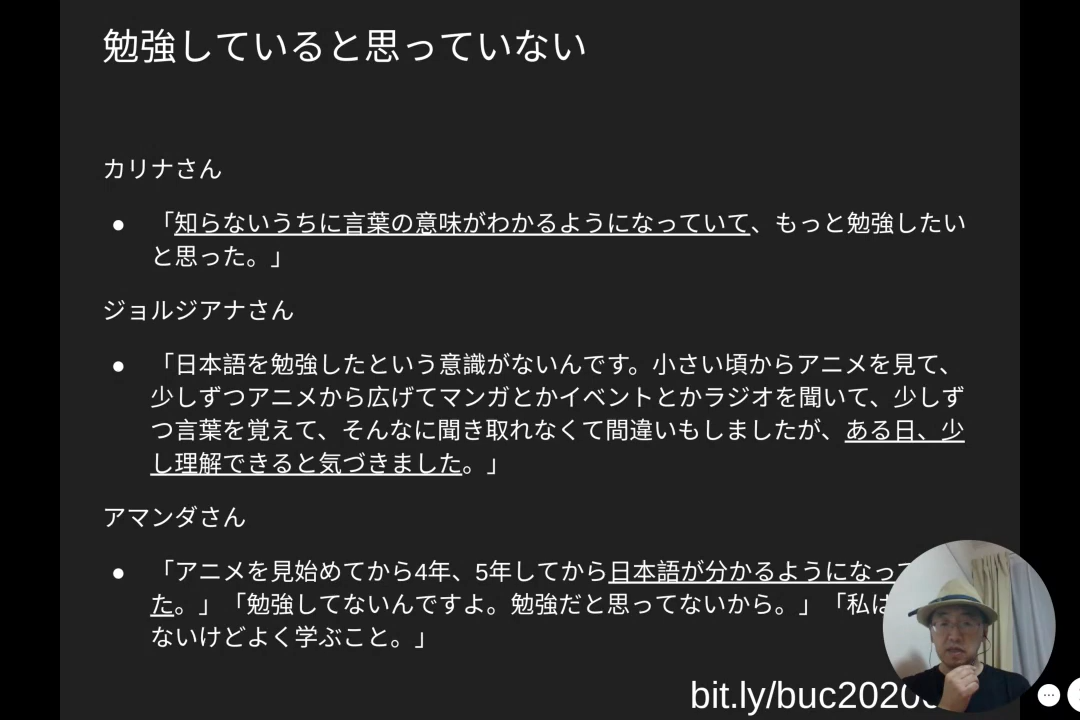 勉強していると思っていない
カリナさん
● 「知らないうちに言葉の意味がわかるようになっていて、もっと勉強したい
と思った。」
ジョルジアナさん
● 「日本語を勉強したという意識がないんです。小さい頃からアニメを見て、
少しずつアニメから広げてマンガとかイベントとかラジオを聞いて、少しず
つ言葉を覚えて、そんなに聞き取れなくて間違いもしましたが、ある日、少
し理解できると気づきました。」
アマンダさん
● 「アニメを見始めてから4年、5年してから日本語が分かるようになって
た。」「勉強してないんですよ。勉強だと思ってないから。」「私は
ないけどよく学ぶこと。」
bit.ly/buc2020